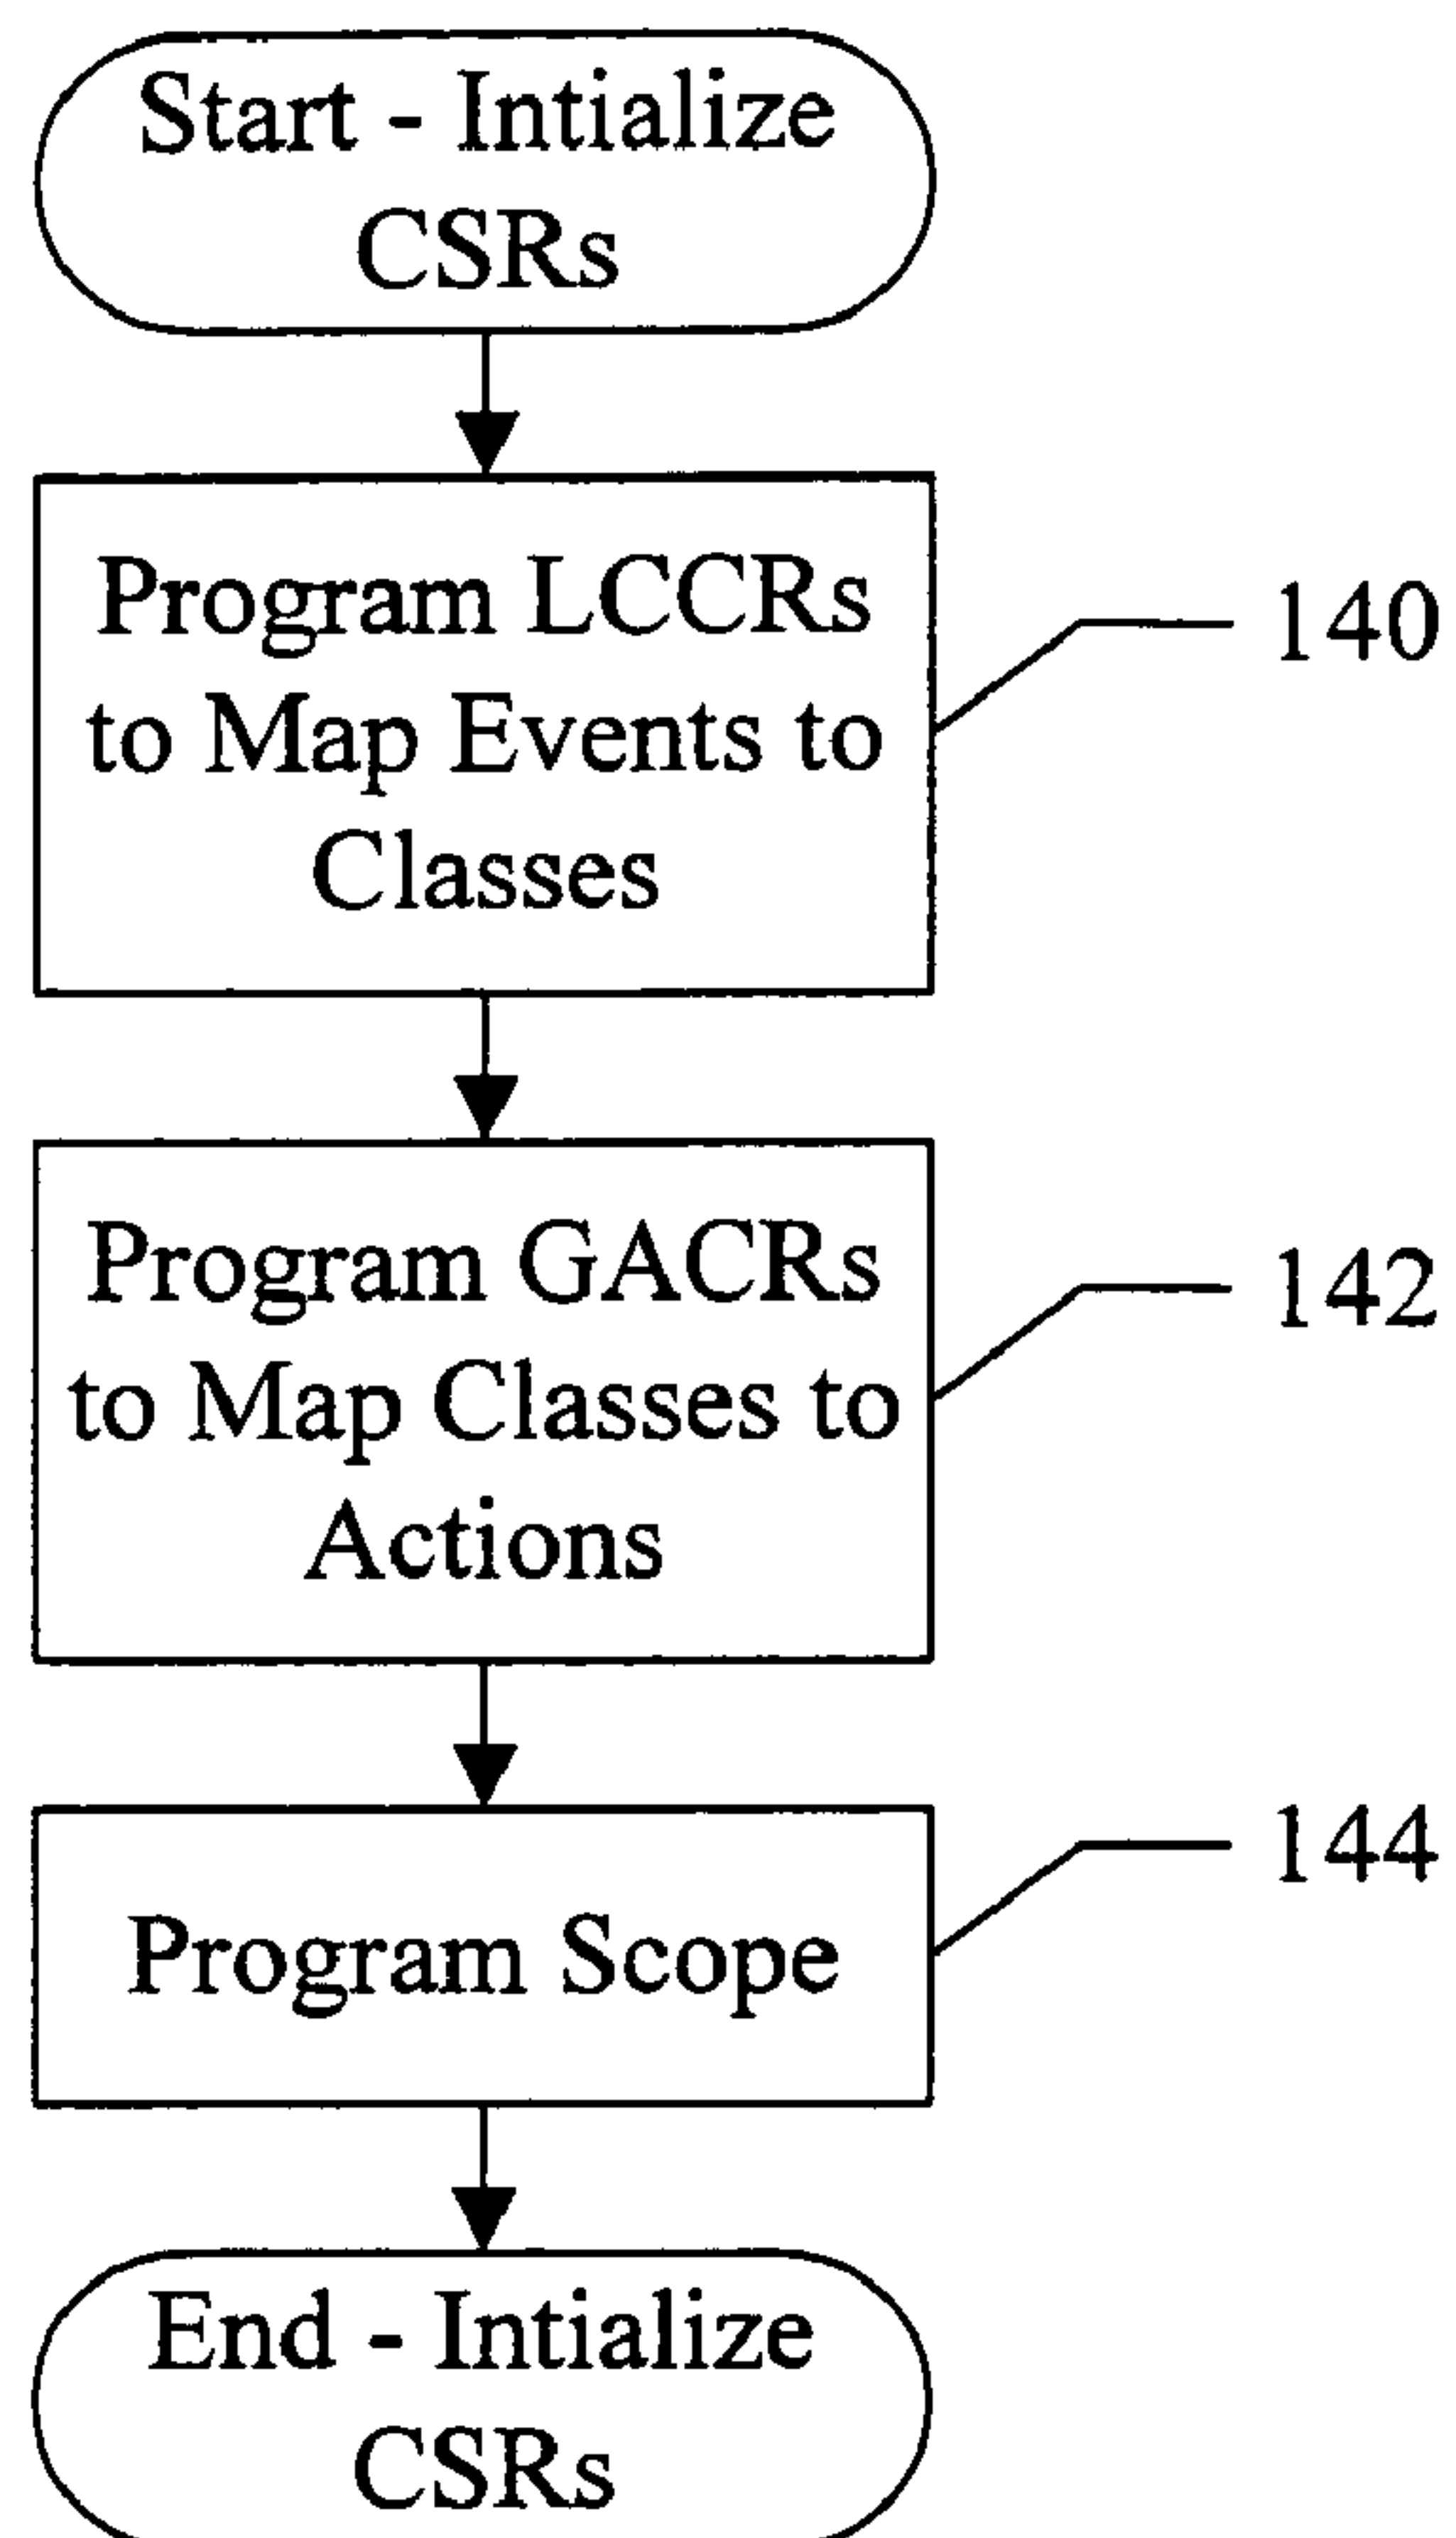 Start - Intialize
CSRs
Program LCCRs
to Map Events to
Classes
140
Program GACRs
to Map Classes to
Actions
142
Program Scope
144
End - Intialize
CSRs